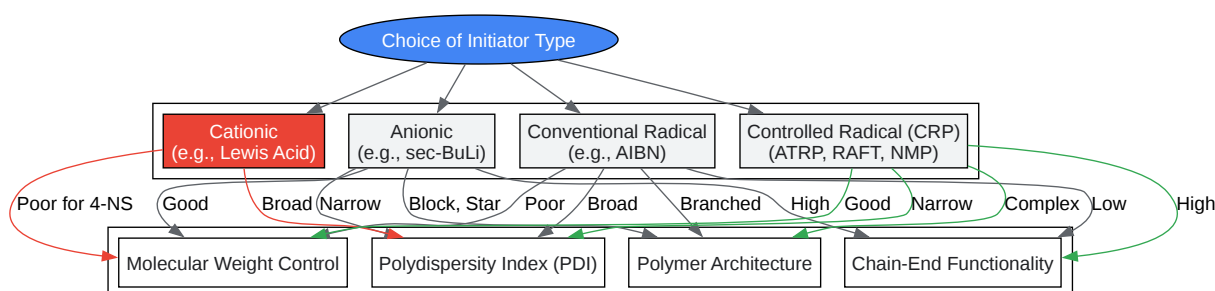 Choice of Initiator Type
Cationic
(e.g., Lewis Acid)
Anionic
(e.g., sec-BuLi)
Conventional Radical
(e.g., AIBN)
Controlled Radical (CRP)
(ATRP, RAFT, NMP)
Poor for 4-NS
Good
Broad
Narrow
Block, Star
Poor
Broad
Branched
High
Good
Narrow
Complex
Low
High
Molecular Weight Control
Polydispersity Index (PDI)
Polymer Architecture
Chain-End Functionality